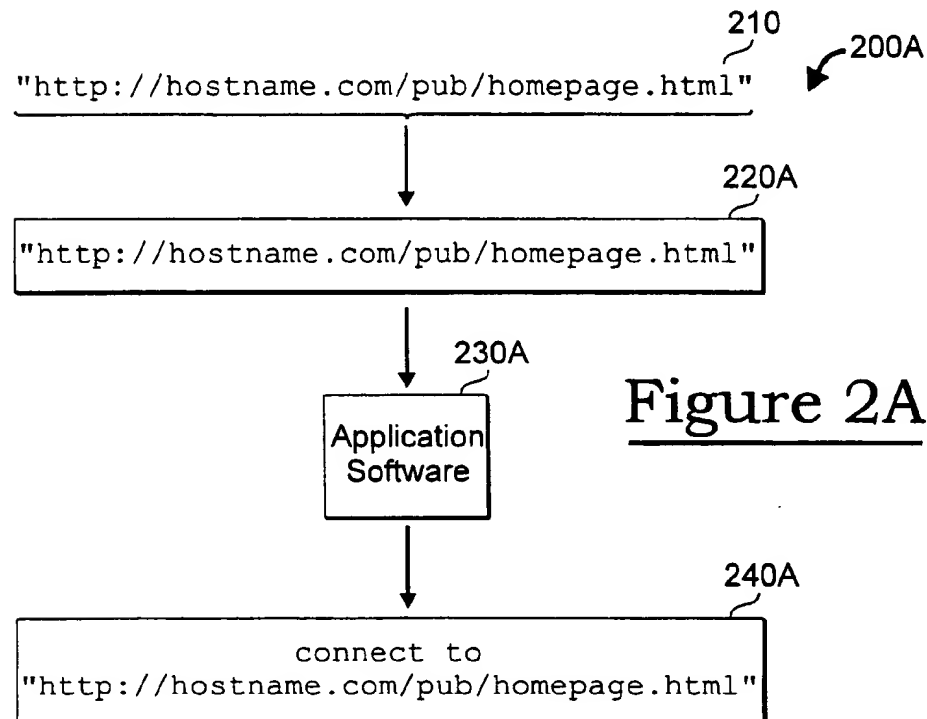 210
200A
"http://hostname.com/pub/homepage.html"
220A
"http://hostname.com/pub/homepage.html"
230A
Application
Software
Figure 2A
240A
connect to
"http://hostname.com/pub/homepage.html"